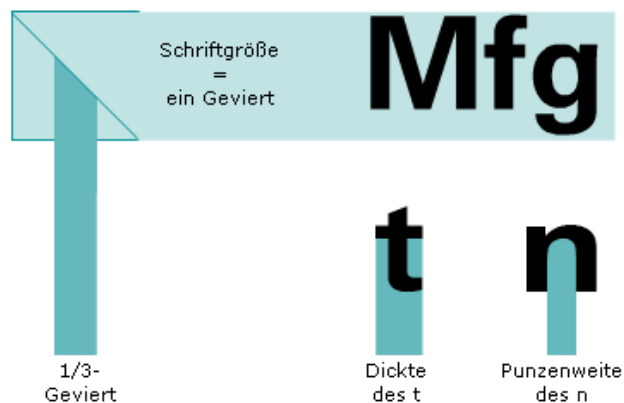 Schriftgröße
=
ein Geviert
Mfg
t
n
1/3-
Geviert
Dickte
des t
Punzenweite
des n